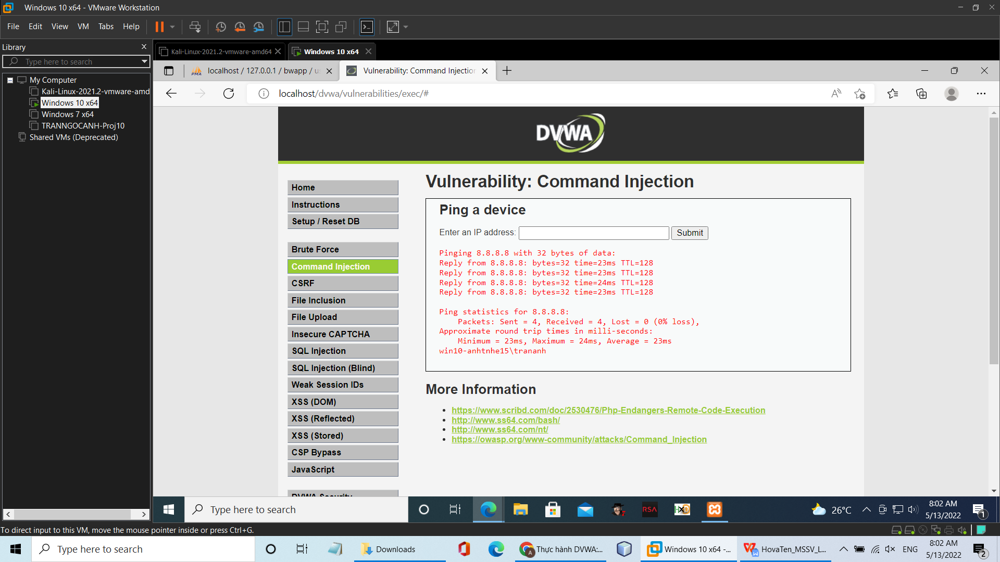 Windows 10 x64 - VMware Workstation
File Edit View VM Tabs Help
Library
Type here to search
My Computer
Kali-Linux-2021.2-vmware-amd
Windows 10 x64
Windows 7 x64
TRANNGOCANH-Proj10
Shared VMs (Deprecated)
Kali-Linux-2021.2-vmware-amd64
Windows 10 x64
PMA localhost / 127.0.0.1 / bwapp / us
Vulnerability: Command Injection
localhost/dvwa/vulnerabilities/exec/#
DVWA
Home
Instructions
Setup / Reset DB
Brute Force
Command Injection
CSRF
File Inclusion
File Upload
Insecure CAPTCHA
SQL Injection
SQL Injection (Blind)
Weak Session IDs
XSS (DOM)
XSS (Reflected)
XSS (Stored)
CSP Bypass
JavaScript
DVWA Security
Vulnerability: Command Injection
Ping a device
Enter an IP address: Submit
Pinging 8.8.8.8 with 32 bytes of data:
Reply from 8.8.8.8: bytes=32 time=23ms TTL=128
Reply from 8.8.8.8: bytes=32 time=23ms TTL=128
Reply from 8.8.8.8: bytes=32 time=24ms TTL=128
Reply from 8.8.8.8: bytes=32 time=23ms TTL=128
Ping statistics for 8.8.8.8:
Packets: Sent = 4, Received = 4, Lost = 0 (0% loss),
Approximate round trip times in milli-seconds:
Minimum = 23ms, Maximum = 24ms, Average = 23ms
win10-anhtnhe15\trananh
More Information
https://www.scribd.com/doc/2530476/Php-Endangers-Remote-Code-Execution
http://www.ss64.com/bash/
http://www.ss64.com/nt/
https://owasp.org/www-community/attacks/Command_Injection
Type here to search
RSA
HxD
26°C
8:02 AM
5/13/2022
1
To direct input to this VM, move the mouse pointer inside or press Ctrl+G.
Type here to search
Downloads
A
Thực hành DVWA:...
Windows 10 x64 -...
HovaTen_MSSV_L...
ENG
8:02 AM
5/13/2022
2